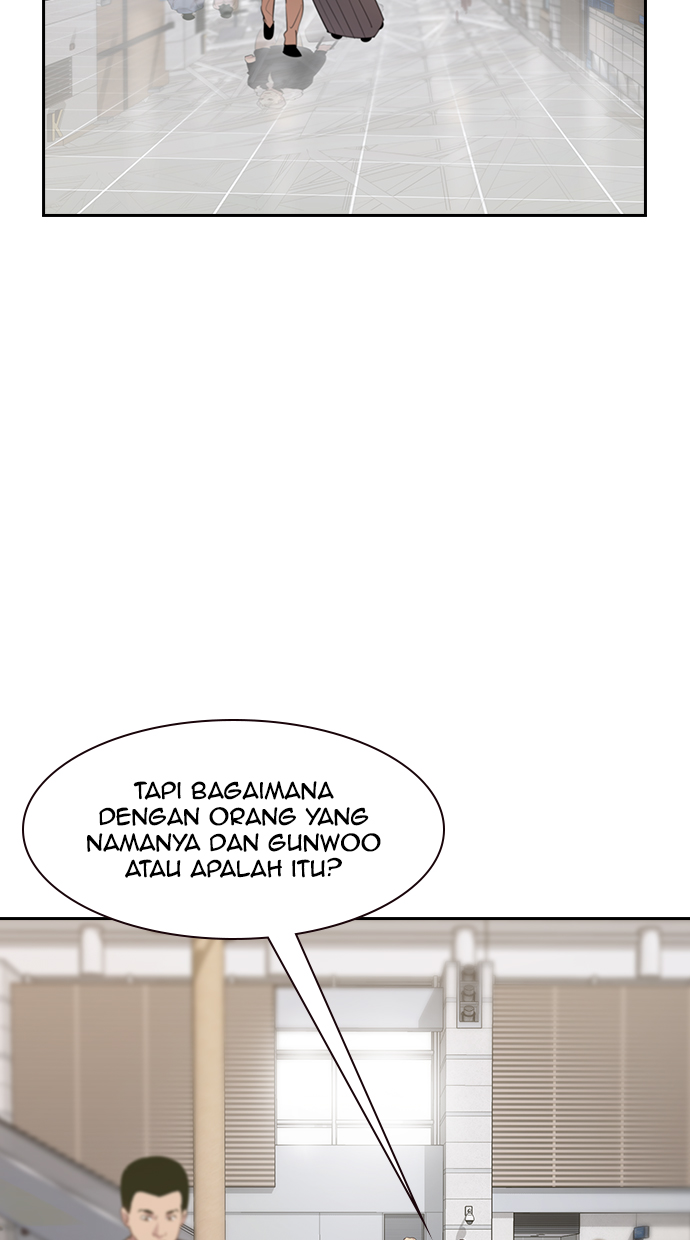 TAPI BAGAIMANA
DENGAN ORANG YANG
NAMANYA DAN GUNWOO
ATAU APALAH ITU?